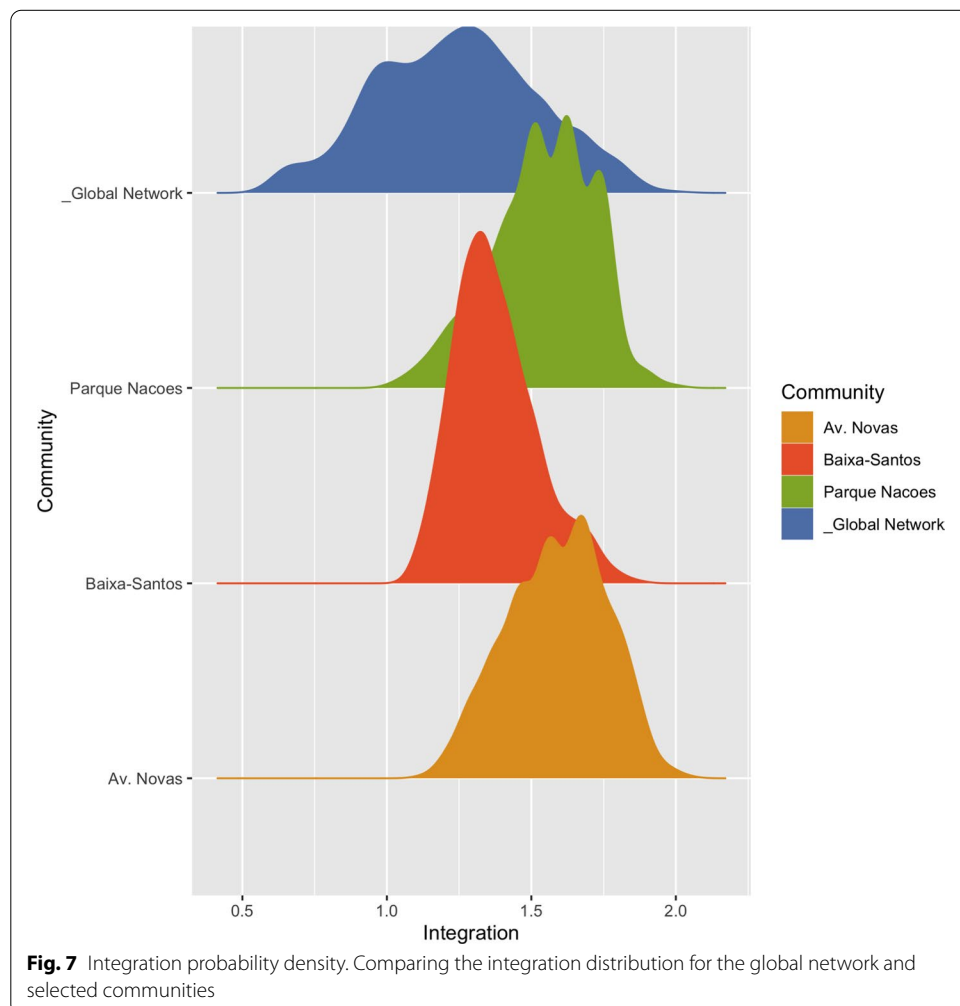 _Global Network
Parque Nacoes
Baixa-Santos
Av. Novas
Community
0.5 1.0 1.5 2.0
Integration
Community
Av. Novas
Baixa-Santos
Parque Nacoes
_Global Network
Fig. 7 Integration probability density. Comparing the integration distribution for the global network and
selected communities